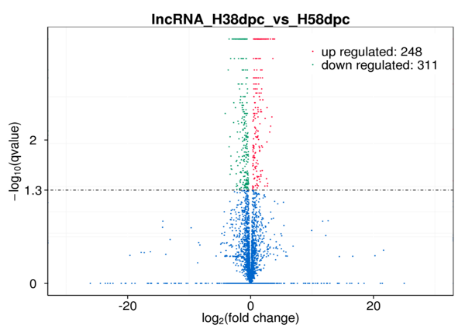 lncRNA_H38dpc_vs_H58dpc
up regulated: 248
down regulated: 311
−log10(qvalue)
2
1.3
0
-20
0
20
log2(fold change)